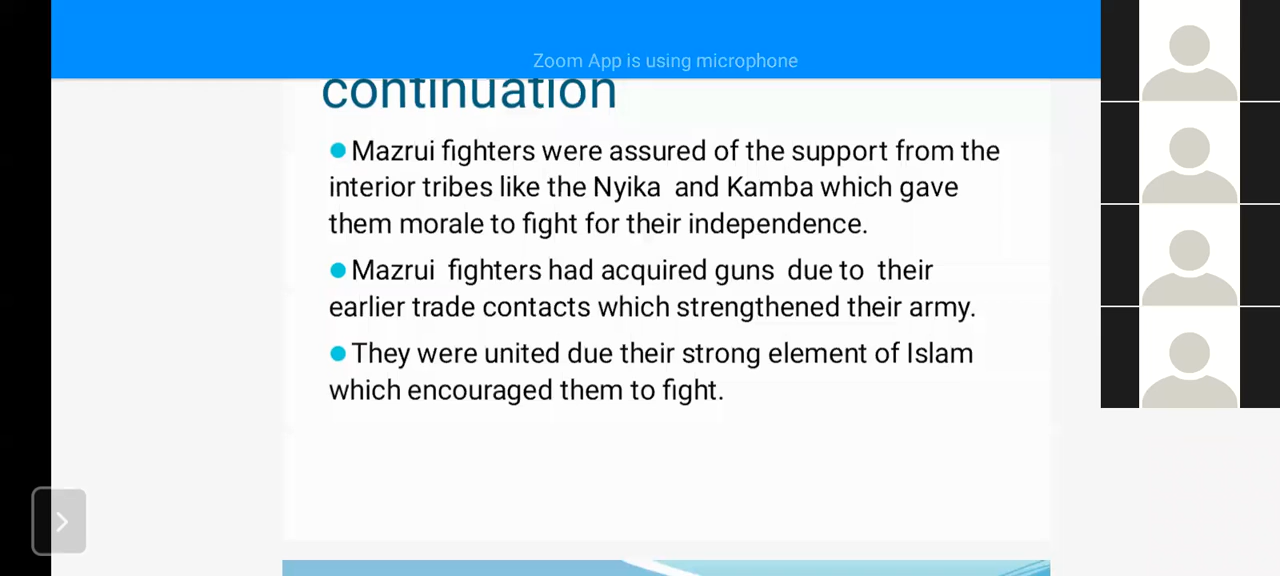 Zoom App is using microphone
continuation
Mazrui fighters were assured of the support from the
interior tribes like the Nyika and Kamba which gave
them morale to fight for their independence.
Mazrui fighters had acquired guns due to their
earlier trade contacts which strengthened their army.
They were united due their strong element of Islam
which encouraged them to fight.